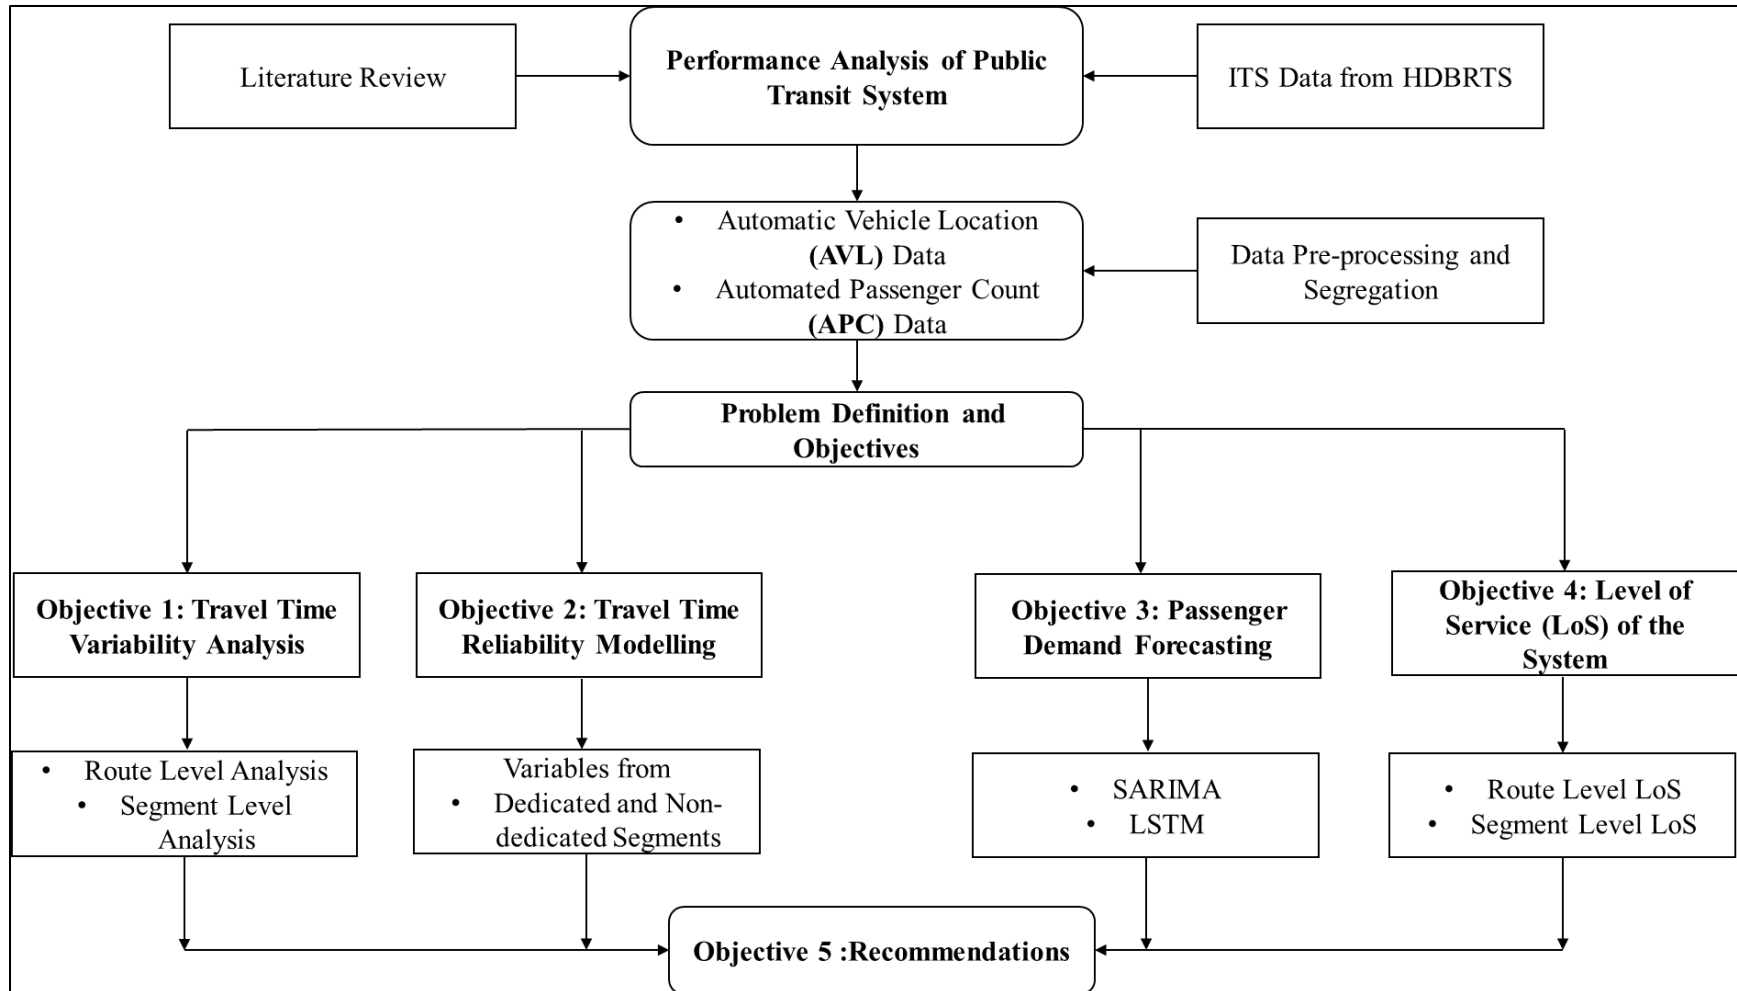 Literature Review
Performance Analysis of Public
Transit System
ITS Data from HDBRTS
• Automatic Vehicle Location
(AVL) Data
• Automated Passenger Count
(APC) Data
Data Pre-processing and
Segregation
Problem Definition and
Objectives
Objective 1: Travel Time
Variability Analysis
Objective 2: Travel Time
Reliability Modelling
Objective 3: Passenger
Demand Forecasting
Objective 4: Level of
Service (LoS) of the
System
• Route Level Analysis
• Segment Level
Analysis
Variables from
• Dedicated and Non-
dedicated Segments
• SARIMA
• LSTM
• Route Level LoS
• Segment Level LoS
Objective 5 :Recommendations